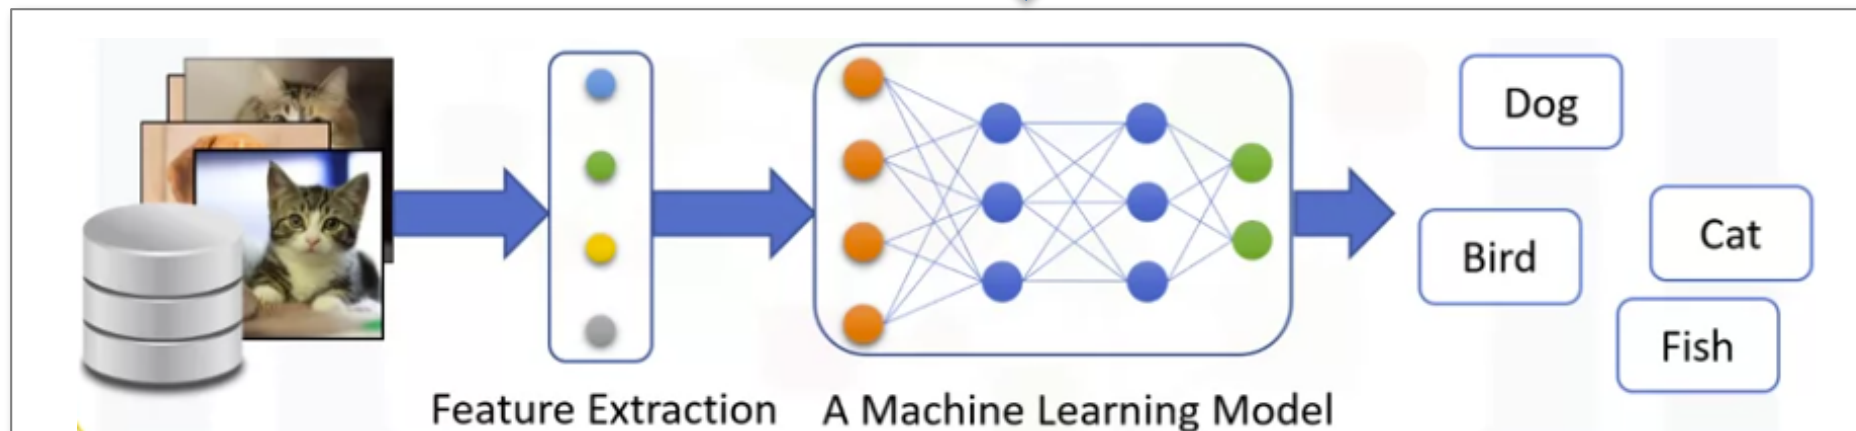 Dog
Bird
Cat
Fish
Feature Extraction
A Machine Learning Model